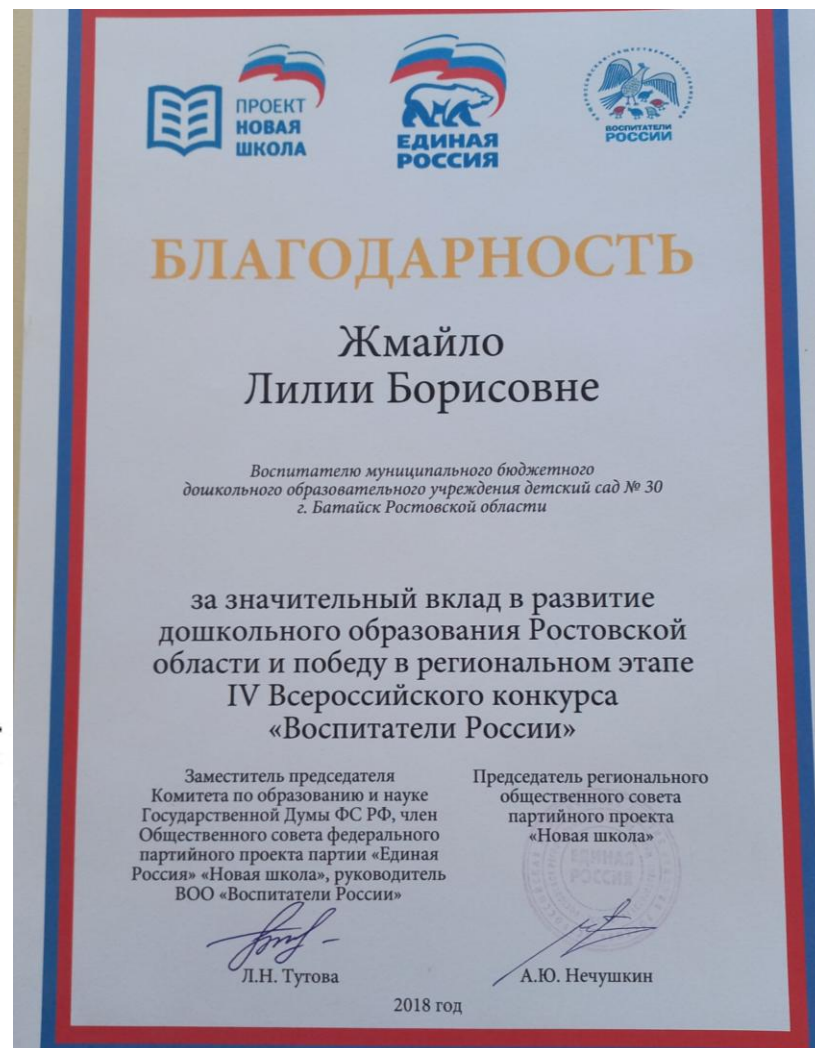 ПРОЕКТ
НОВАЯ
ШКОЛА
ЕДИНАЯ
РОССИЯ
ВОСПИТАТЕЛИ
РОССИИ
БЛАГОДАРНОСТЬ
Жмайло
Лилии Борисовне
Воспитателю муниципального бюджетного
дошкольного образовательного учреждения детский сад № 30
г. Батайск Ростовской области
за значительный вклад в развитие
дошкольного образования Ростовской
области и победу в региональном этапе
IV Всероссийского конкурса
«Воспитатели России»
Заместитель председателя
Комитета по образованию и науке
Государственной Думы ФС РФ, член
Общественного совета федерального
партийного проекта партии «Единая
Россия» «Новая школа», руководитель
ВОО «Воспитатели России»
Л.Н. Тутова
Председатель регионального
общественного совета
партийного проекта
«Новая школа»
ЕДИНАЯ
РОССИЯ
А.Ю. Нечушкин
2018 год